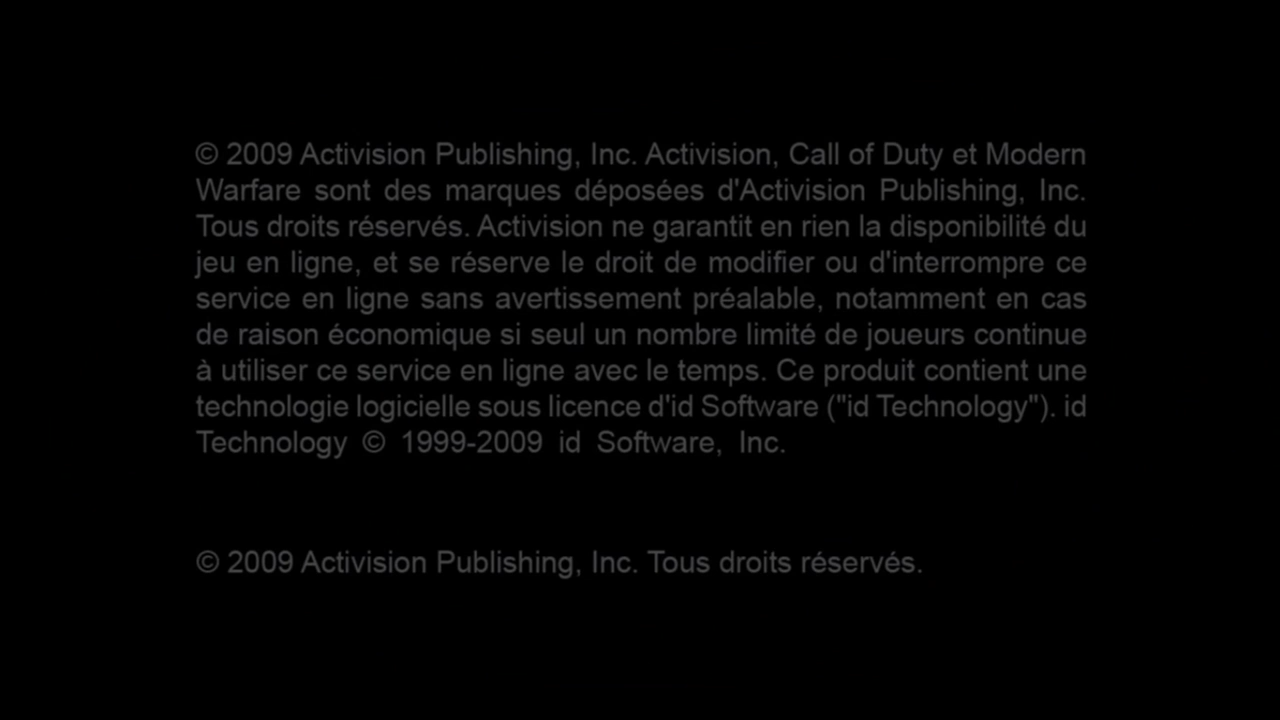 © 2009 Activision Publishing, Inc. Activision, Call of Duty et Modern
Warfare sont des marques déposées d'Activision Publishing, Inc.
Tous droits réservés. Activision ne garantit en rien la disponibilité du
jeu en ligne, et se réserve le droit de modifier ou d'interrompre ce
service en ligne sans avertissement préalable, notamment en cas
de raison économique si seul un nombre limité de joueurs continue
à utiliser ce service en ligne avec le temps. Ce produit contient une
technologie logicielle sous licence d'id Software ("id Technology"). id
Technology © 1999-2009 id Software, Inc.
© 2009 Activision Publishing, Inc. Tous droits réservés.